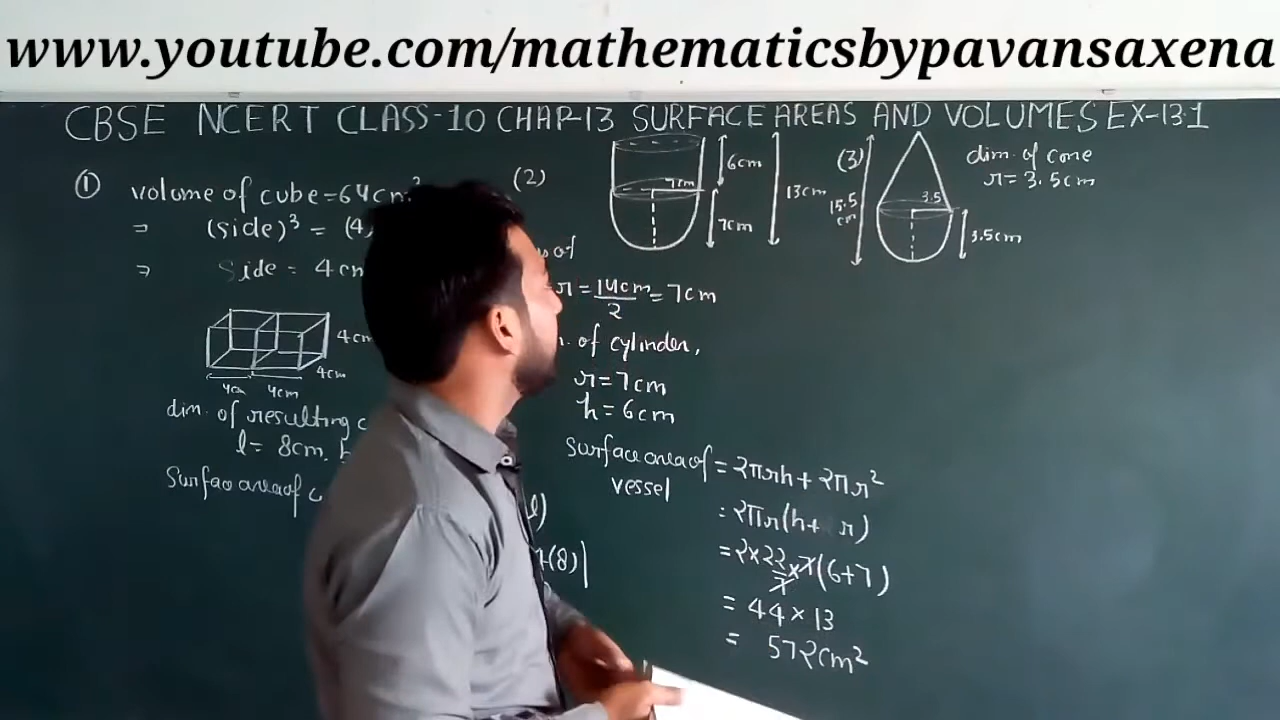 www.youtube.com/mathematicsbypavansaxena
CBSE NCERT CLASS-10 CHAP-13 SURFACE AREAS AND VOLUMES EX-13.1
① volume of cube=64cm³
⇒ (side)³ = (4
⇒ Side = 4cm
4cm
4cm
4cm 4cm
dim. of resulting
l= 8cm,
Surfac area of
(2)
6cm
7cm
7cm
13cm
of
r = 14cm/2 = 7cm
of cylinder,
r=7cm
h=6cm
Surface area of vessel = 2πrh + 2πr²
= 2πr(h+ r)
= 2×22/7×7(6+7)
= 44×13
= 572cm²
l)
+(8)
(3)
15.5 cm
3.5
3.5cm
dim. of cone
r=3.5cm